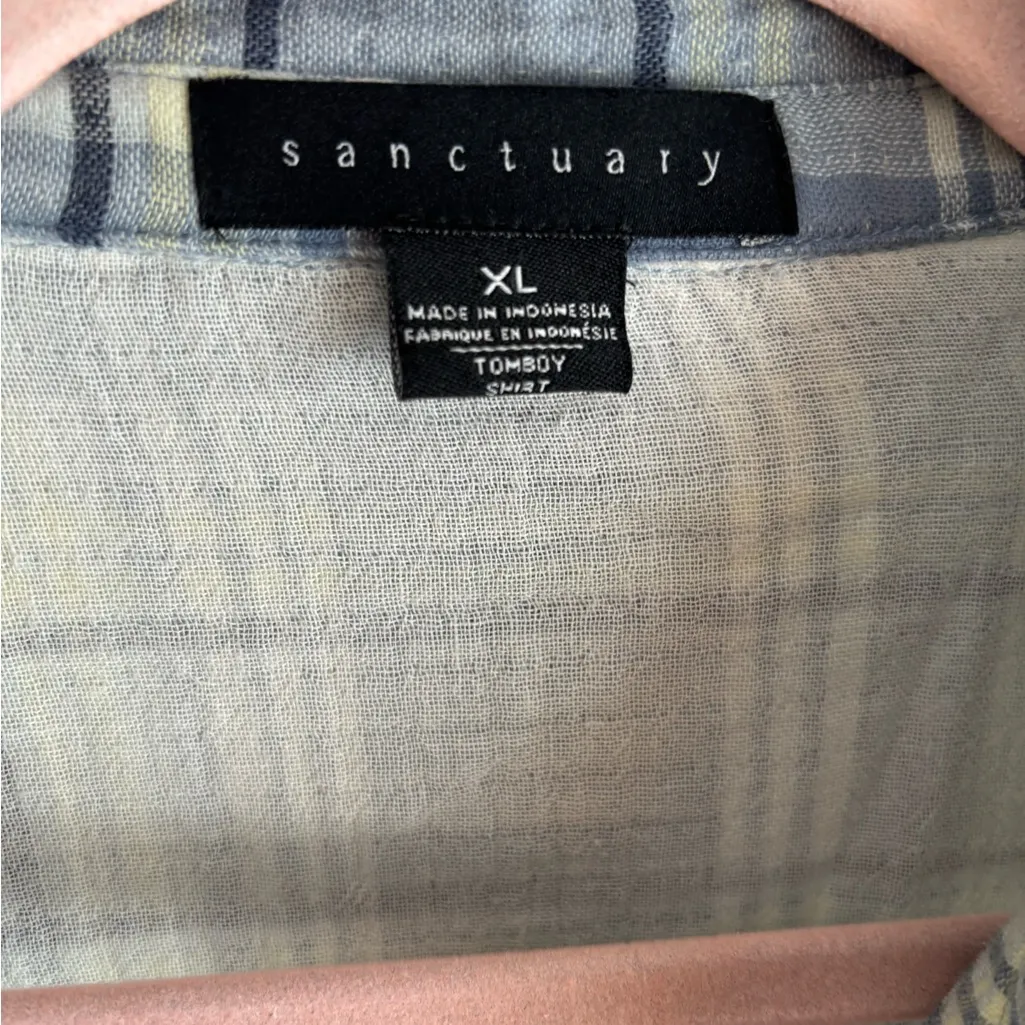 sanctuary
XL
MADE IN INDONESIA
FABRIQUE EN INDONÉSIE
TOMBOY
SHIRT